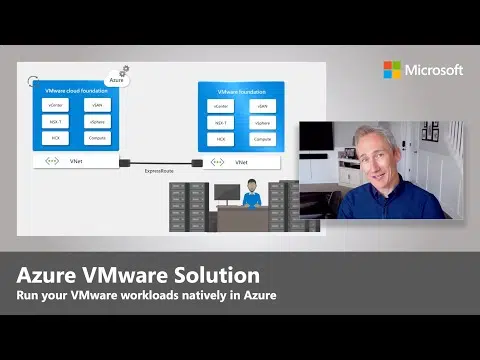 Microsoft
Azure
VMware cloud foundation
vCenter
vSAN
NSX-T
vSphere
HCX
Compute
VNet
ExpressRoute
VMware foundation
vCenter
vSAN
NSX-T
vSphere
HCX
Compute
VNet
Azure VMware Solution
Run your VMware workloads natively in Azure